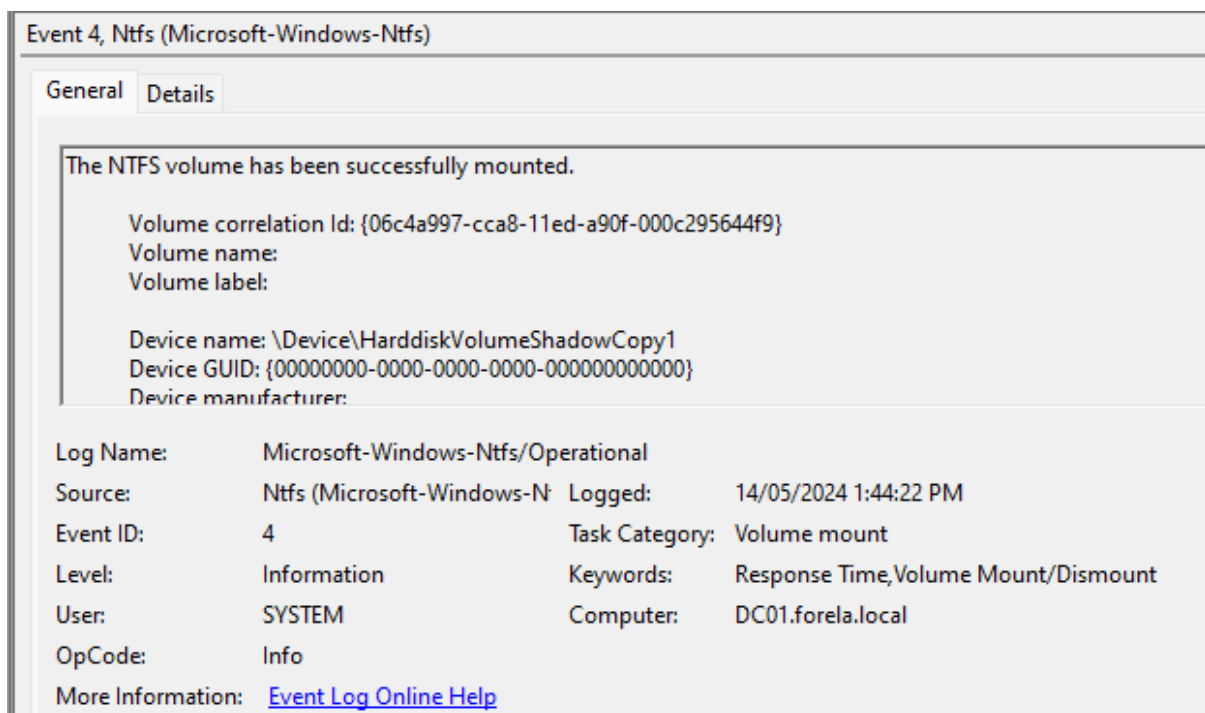 Event 4, Ntfs (Microsoft-Windows-Ntfs)
General Details
The NTFS volume has been successfully mounted.
Volume correlation Id: {06c4a997-cca8-11ed-a90f-000c295644f9}
Volume name:
Volume label:
Device name: \Device\HarddiskVolumeShadowCopy1
Device GUID: {00000000-0000-0000-0000-000000000000}
Device manufacturer:
Log Name: Microsoft-Windows-Ntfs/Operational
Source: Ntfs (Microsoft-Windows-N Logged: 14/05/2024 1:44:22 PM
Event ID: 4 Task Category: Volume mount
Level: Information Keywords: Response Time,Volume Mount/Dismount
User: SYSTEM Computer: DC01.forela.local
OpCode: Info
More Information: Event Log Online Help